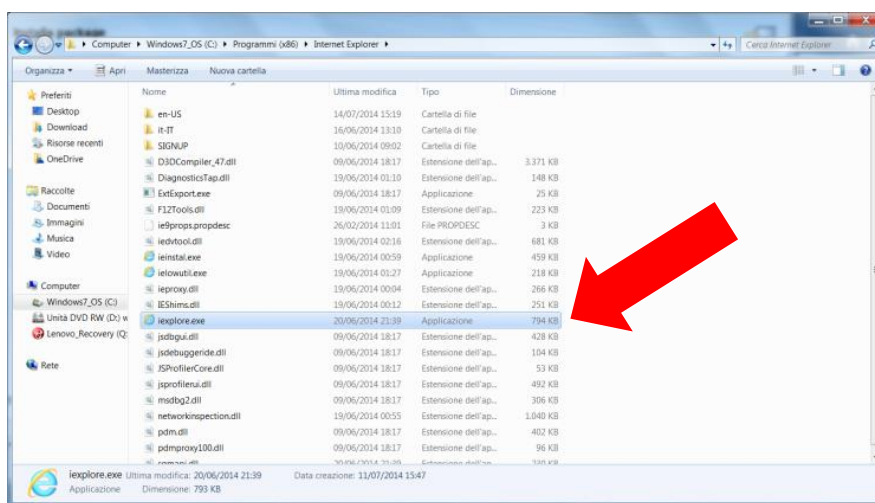 Computer ▸ Windows7_OS (C:) ▸ Programmi (x86) ▸ Internet Explorer ▸
Cerca Internet Explorer
Organizza Apri Masterizza Nuova cartella
Nome Ultima modifica Tipo Dimensione
Preferiti
Desktop
Download
Risorse recenti
OneDrive
Raccolte
Documenti
Immagini
Musica
Video
Computer
Windows7_OS (C:)
Unità DVD RW (D:) w
Lenovo_Recovery (Q:
Rete
en-US 14/07/2014 15:19 Cartella di file
it-IT 16/06/2014 13:10 Cartella di file
SIGNUP 10/06/2014 09:02 Cartella di file
D3DCompiler_47.dll 09/06/2014 18:17 Estensione dell'ap... 3.371 KB
DiagnosticsTap.dll 19/06/2014 01:10 Estensione dell'ap... 148 KB
ExtExport.exe 09/06/2014 18:17 Applicazione 25 KB
F12Tools.dll 19/06/2014 01:09 Estensione dell'ap... 223 KB
ie9props.propdesc 26/02/2014 11:01 File PROPDESC 3 KB
iedvtool.dll 19/06/2014 02:16 Estensione dell'ap... 681 KB
ieinstal.exe 19/06/2014 00:59 Applicazione 459 KB
ielowutil.exe 19/06/2014 01:27 Applicazione 218 KB
ieproxy.dll 19/06/2014 00:04 Estensione dell'ap... 266 KB
IEShims.dll 19/06/2014 00:12 Estensione dell'ap... 251 KB
iexplore.exe 20/06/2014 21:39 Applicazione 794 KB
jsdbgui.dll 09/06/2014 18:17 Estensione dell'ap... 428 KB
jsdebuggeride.dll 09/06/2014 18:17 Estensione dell'ap... 104 KB
JSProfilerCore.dll 09/06/2014 18:17 Estensione dell'ap... 53 KB
jsprofilerui.dll 09/06/2014 18:17 Estensione dell'ap... 492 KB
msdbg2.dll 09/06/2014 18:17 Estensione dell'ap... 306 KB
networkinspection.dll 19/06/2014 00:55 Estensione dell'ap... 1.040 KB
pdm.dll 09/06/2014 18:17 Estensione dell'ap... 402 KB
pdmproxy100.dll 09/06/2014 18:17 Estensione dell'ap... 96 KB
iexplore.exe Ultima modifica: 20/06/2014 21:39 Data creazione: 11/07/2014 15:47
Applicazione Dimensione: 793 KB